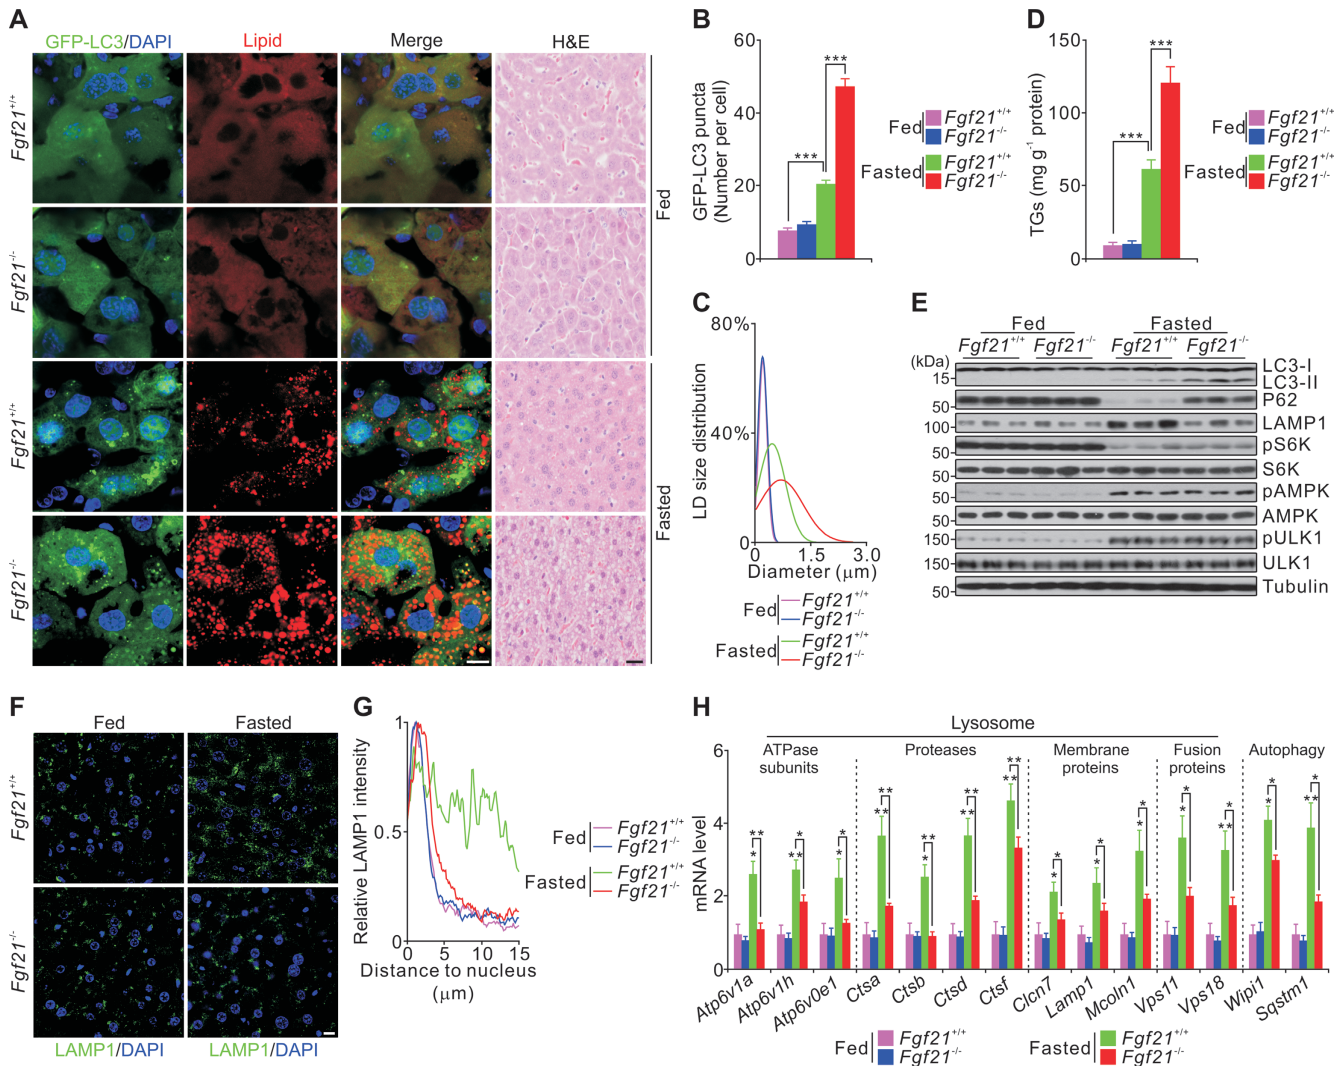 A
GFP-LC3/DAPI
Lipid
Merge
H&E
Fgf21+/+
Fgf21-/-
Fed
Fgf21+/+
Fgf21-/-
Fasted
B
60
40
20
0
GFP-LC3 puncta
(Number per cell)
***
***
Fed
Fgf21+/+
Fgf21-/-
Fasted
Fgf21+/+
Fgf21-/-
D
150
100
50
0
TGs (mg g-1 protein)
***
***
Fed
Fgf21+/+
Fgf21-/-
Fasted
Fgf21+/+
Fgf21-/-
C
80%
40%
0
LD size distribution
0 1.5 3.0
Diameter (μm)
Fed
Fgf21+/+
Fgf21-/-
Fasted
Fgf21+/+
Fgf21-/-
E
Fed Fasted
Fgf21+/+ Fgf21-/- Fgf21+/+ Fgf21-/-
(kDa)
LC3-I
15
LC3-II
50 P62
100 LAMP1
50 pS6K
50 S6K
50 pAMPK
50 AMPK
150 pULK1
150 ULK1
50 Tubulin
F
Fed Fasted
Fgf21+/+
Fgf21-/-
LAMP1/DAPI LAMP1/DAPI
G
1
0.5
0
Relative LAMP1 intensity
0 5 10 15
Distance to nucleus
(μm)
Fed
Fgf21+/+
Fgf21-/-
Fasted
Fgf21+/+
Fgf21-/-
H
Lysosome
ATPase
subunits
Proteases
Membrane
proteins
Fusion
proteins
Autophagy
6
4
2
0
mRNA level
* ** ** * * * ** ** * * ** ** ** ** * * * * * * * * ** * * * ** *
Atp6v1a Atp6v1h Atp6v0e1 Ctsa Ctsb Ctsd Ctsf Clcn7 Lamp1 Mcoln1 Vps11 Vps18 Wipi1 Sqstm1
Fed
Fgf21+/+
Fgf21-/-
Fasted
Fgf21+/+
Fgf21-/-